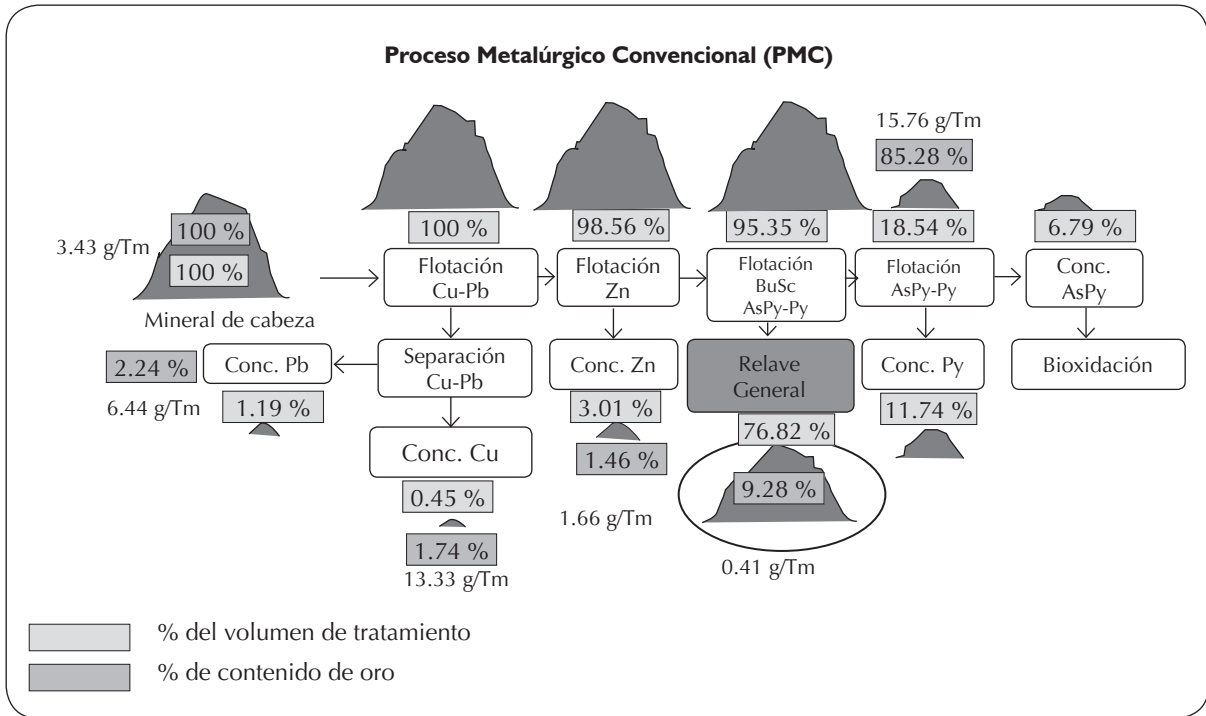 Proceso Metalúrgico Convencional (PMC)
15.76 g/Tm
85.28 %
100 %
98.56 %
95.35 %
18.54 %
6.79 %
3.43 g/Tm
100 %
100 %
Mineral de cabeza
Flotación
Cu-Pb
Flotación
Zn
Flotación
BuSc
AsPy-Py
Flotación
AsPy-Py
Conc.
AsPy
2.24 %
6.44 g/Tm
Conc. Pb
1.19 %
Separación
Cu-Pb
Conc. Zn
3.01 %
1.46 %
1.66 g/Tm
Relave
General
76.82 %
9.28 %
0.41 g/Tm
Conc. Py
11.74 %
Bioxidación
Conc. Cu
0.45 %
1.74 %
13.33 g/Tm
% del volumen de tratamiento
% de contenido de oro